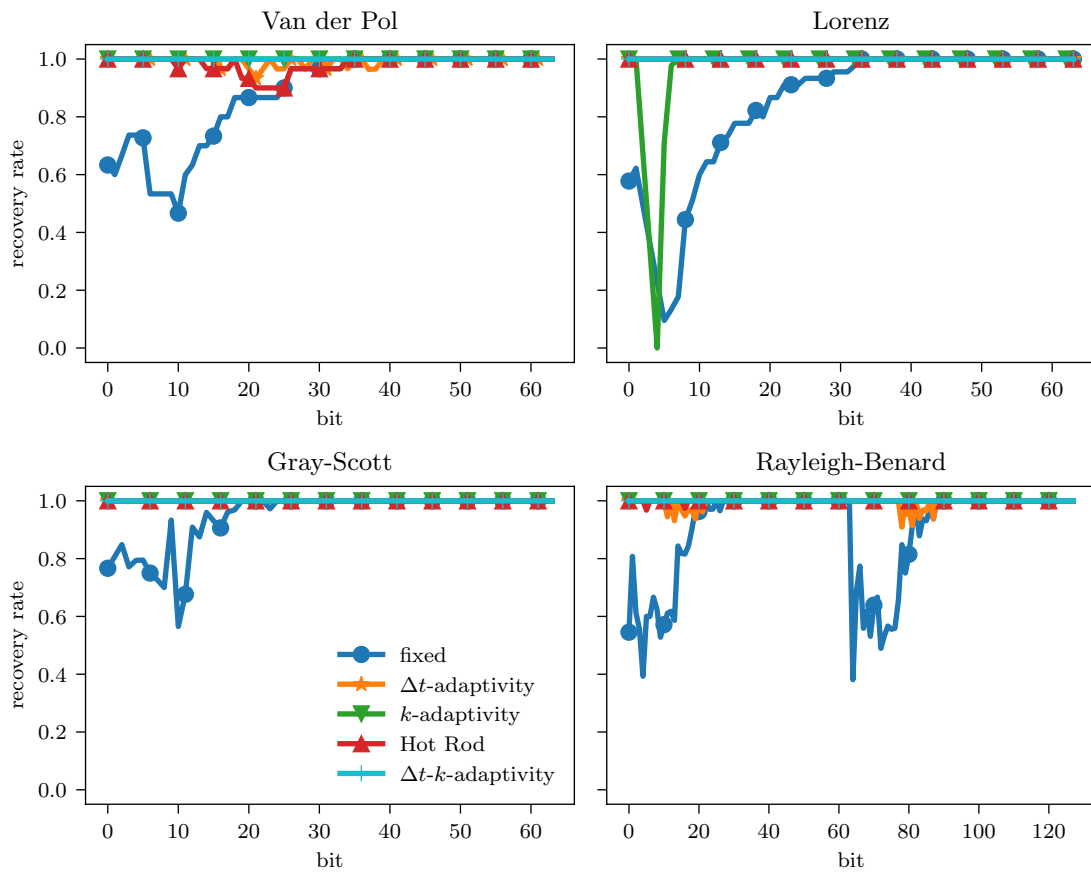 Van der Pol
recovery rate
1.0
0.8
0.6
0.4
0.2
0.0
0 10 20 30 40 50 60
bit
Lorenz
0 10 20 30 40 50 60
bit
Gray-Scott
recovery rate
1.0
0.8
0.6
0.4
0.2
0.0
fixed
Δt-adaptivity
k-adaptivity
Hot Rod
Δt-k-adaptivity
0 10 20 30 40 50 60
bit
Rayleigh-Benard
0 20 40 60 80 100 120
bit